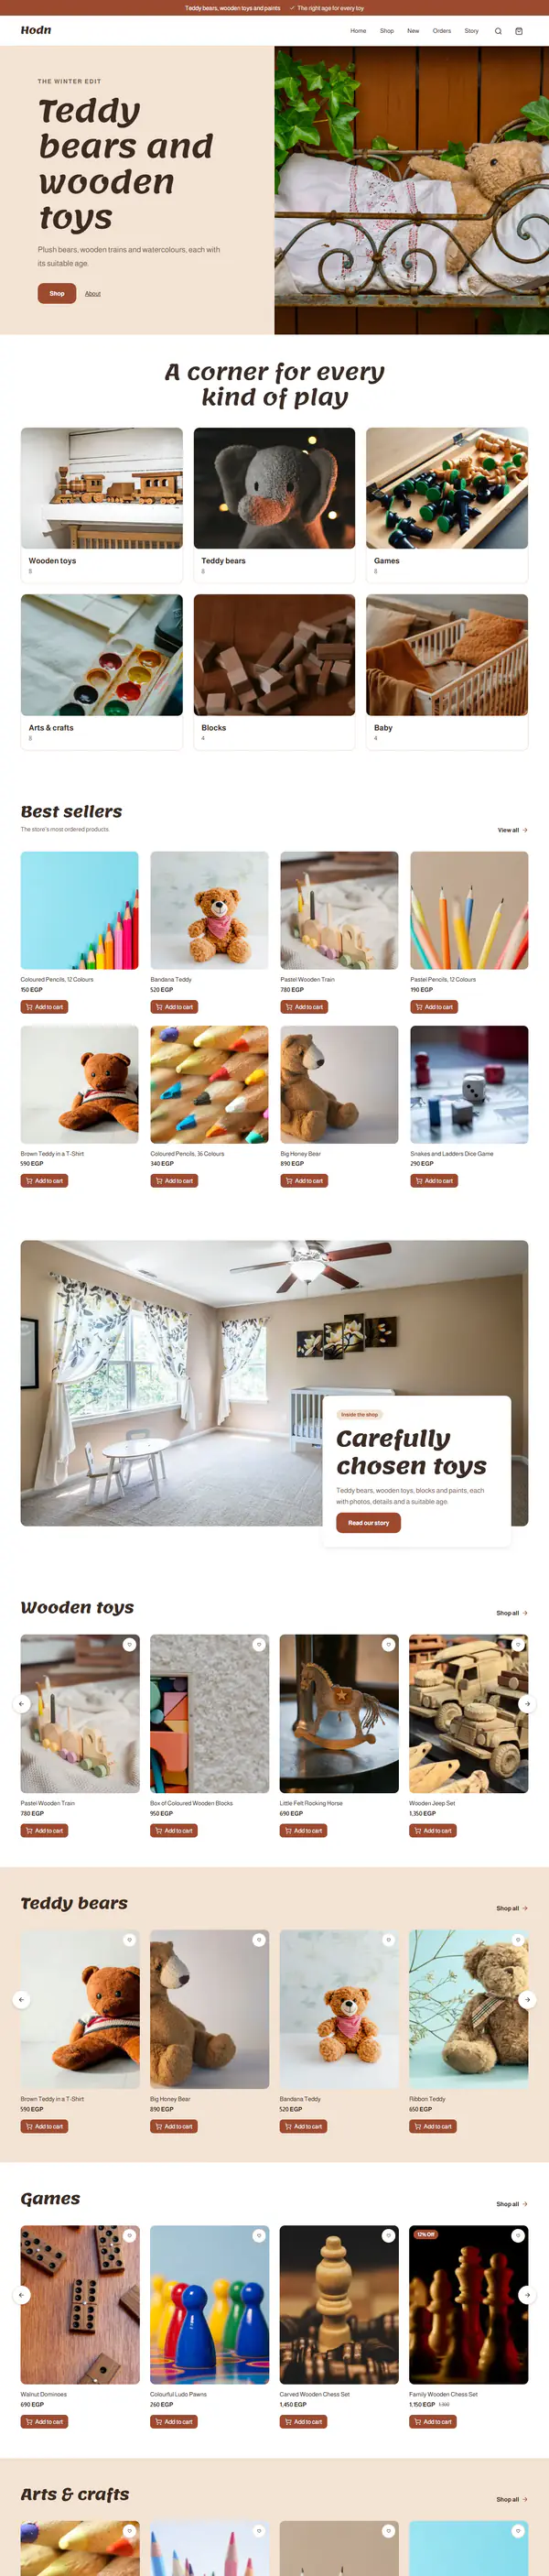 Teddy bears, wooden toys and paints
The right age for every toy
Hodn
Home
Shop
New
Orders
Story
THE WINTER EDIT
Teddy
bears and
wooden
toys
Plush bears, wooden trains and watercolours, each with
its suitable age.
Shop
About
A corner for every
kind of play
Wooden toys
8
Teddy bears
8
Games
8
Arts & crafts
8
Blocks
4
Baby
4
Best sellers
The store's most ordered products
View all
Coloured Pencils, 12 Colours
150 EGP
Add to cart
Bandana Teddy
520 EGP
Add to cart
Pastel Wooden Train
780 EGP
Add to cart
Pastel Pencils, 12 Colours
190 EGP
Add to cart
Brown Teddy in a T-Shirt
590 EGP
Add to cart
Coloured Pencils, 36 Colours
340 EGP
Add to cart
Big Honey Bear
890 EGP
Add to cart
Snakes and Ladders Dice Game
290 EGP
Add to cart
Inside the shop
Carefully
chosen toys
Teddy bears, wooden toys, blocks and paints, each
with photos, details and a suitable age.
Read our story
Wooden toys
Shop all
Pastel Wooden Train
780 EGP
Add to cart
Box of Coloured Wooden Blocks
950 EGP
Add to cart
Little Felt Rocking Horse
690 EGP
Add to cart
Wooden Jeep Set
1,350 EGP
Add to cart
Teddy bears
Shop all
Brown Teddy in a T-Shirt
590 EGP
Add to cart
Big Honey Bear
890 EGP
Add to cart
Bandana Teddy
520 EGP
Add to cart
Ribbon Teddy
650 EGP
Add to cart
Games
Shop all
Walnut Dominoes
690 EGP
Add to cart
Colourful Ludo Pawns
260 EGP
Add to cart
Carved Wooden Chess Set
1,450 EGP
Add to cart
12% Off
Family Wooden Chess Set
1,150 EGP
Add to cart
Arts & crafts
Shop all